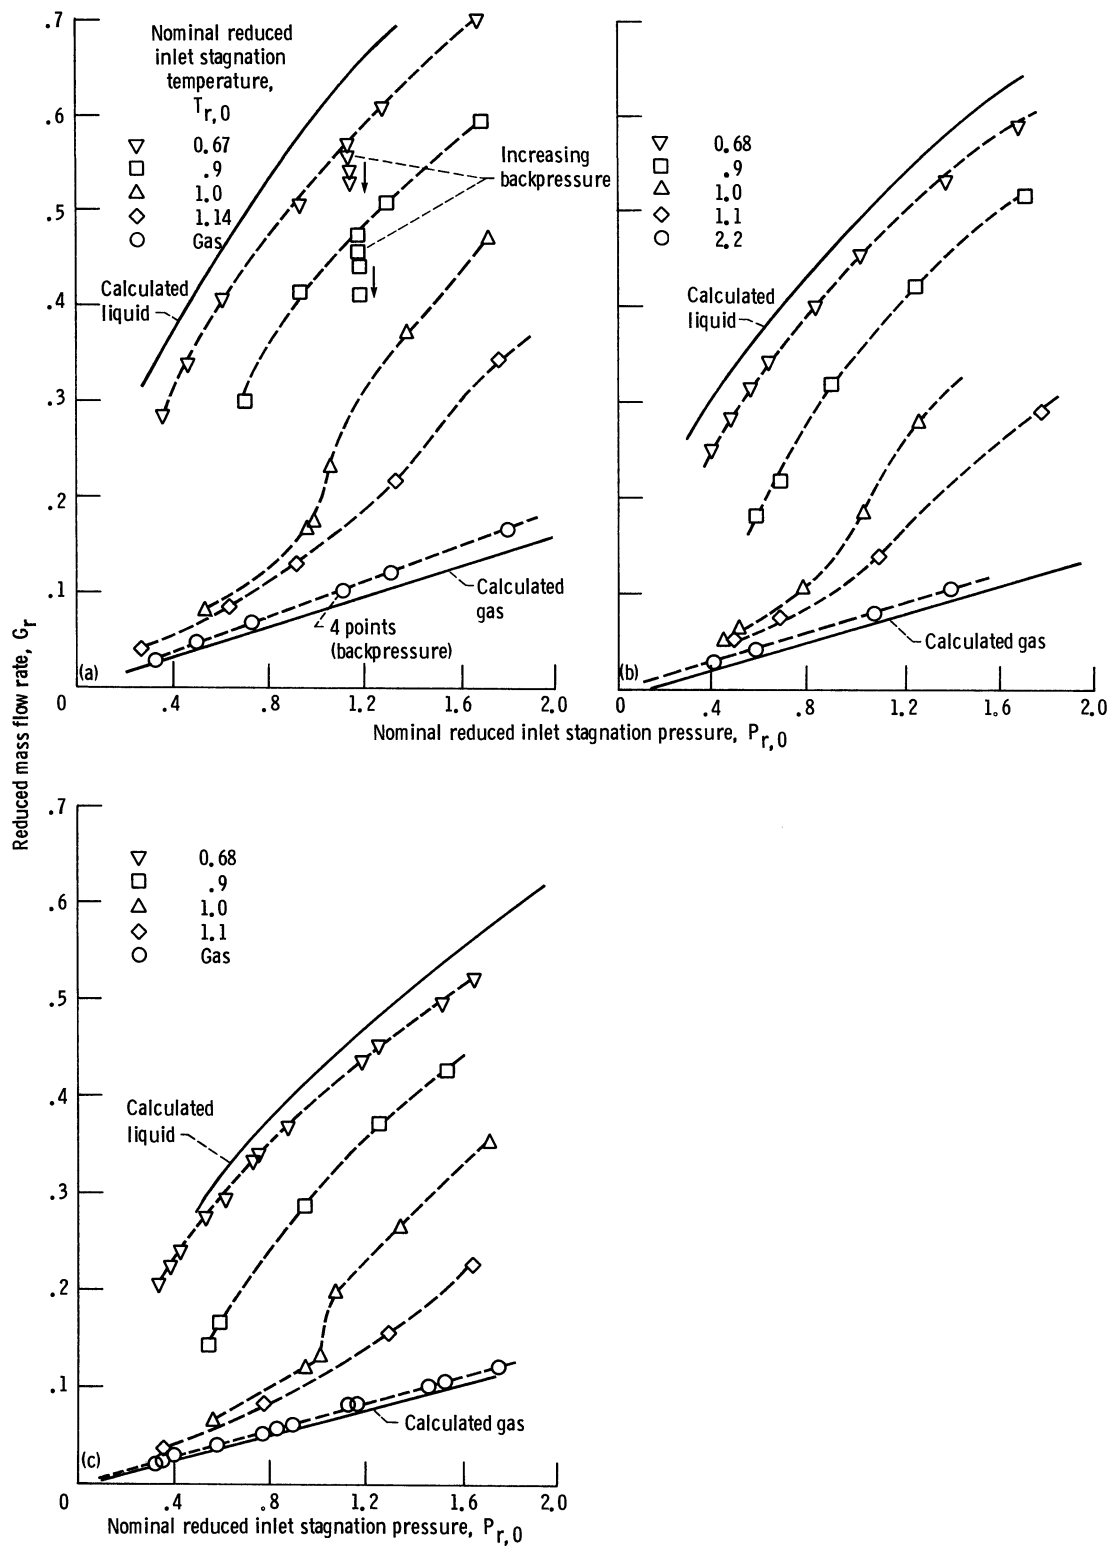 .7
.6
.5
.4
.3
.2
.1
0
Nominal reduced
inlet stagnation
temperature,
Tr,0
0.67
.9
1.0
1.14
Gas
Increasing
backpressure
Calculated
liquid
Calculated
gas
4 points
(backpressure)
(a)
.4 .8 1.2 1.6 2.0
0.68
.9
1.0
1.1
2.2
Calculated
liquid
Calculated gas
(b)
0 .4 .8 1.2 1.6 2.0
Nominal reduced inlet stagnation pressure, Pr,0
Reduced mass flow rate, Gr
.7
.6
.5
.4
.3
.2
.1
0
0.68
.9
1.0
1.1
Gas
Calculated
liquid
Calculated gas
(c)
.4 .8 1.2 1.6 2.0
Nominal reduced inlet stagnation pressure, Pr,0